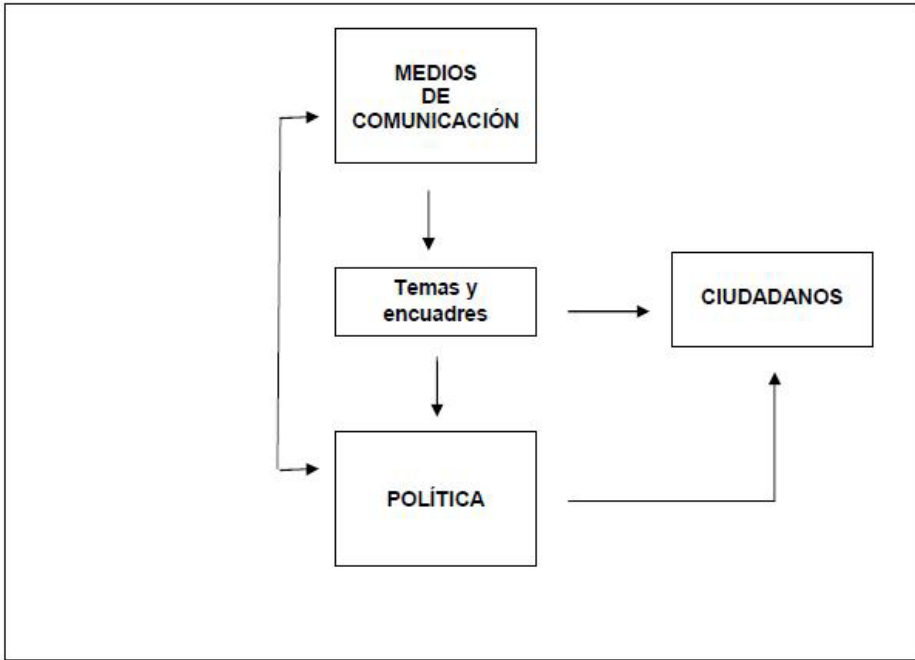 MEDIOS
DE
COMUNICACIÓN
Temas y
encuadres
CIUDADANOS
POLÍTICA